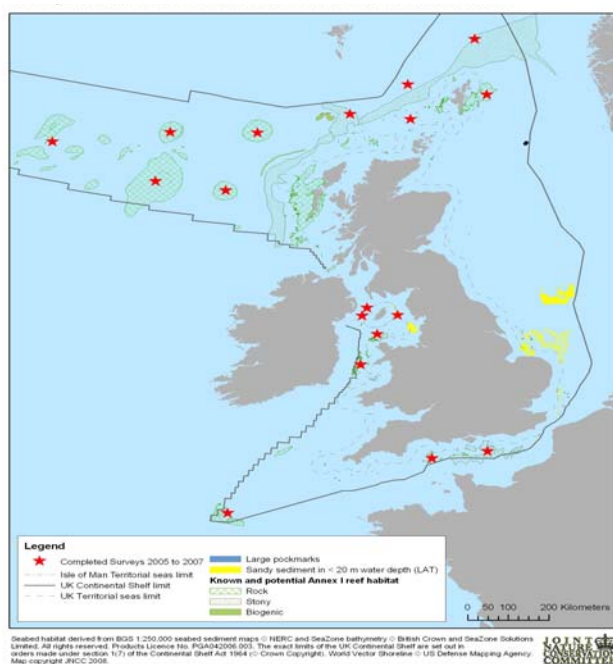 Legend
Completed Surveys 2005 to 2007
Isle of Man Territorial seas limit
UK Continental Shelf limit
UK Territorial seas limit
Large pockmarks
Sandy sediment in < 20 m water depth (LAT)
Known and potential Annex I reef habitat
Rock
Stony
Biogenic
0 50 100 200 Kilometers
Seabed habitat derived from BGS 1:250,000 seabed sediment maps © NERC and SeaZone bathymetry © British Crown and SeaZone Solutions
Limited. All rights reserved. Products Licence No. PGA042006.003. The exact limits of the UK Continental Shelf are set out in
orders made under section 1(7) of the Continental Shelf Act 1964 (© Crown Copyright). World Vector Shoreline © US Defense Mapping Agency.
Map copyright JNCC 2008.
JOINT
NATURE
CONSERVATION
COMMITTEE